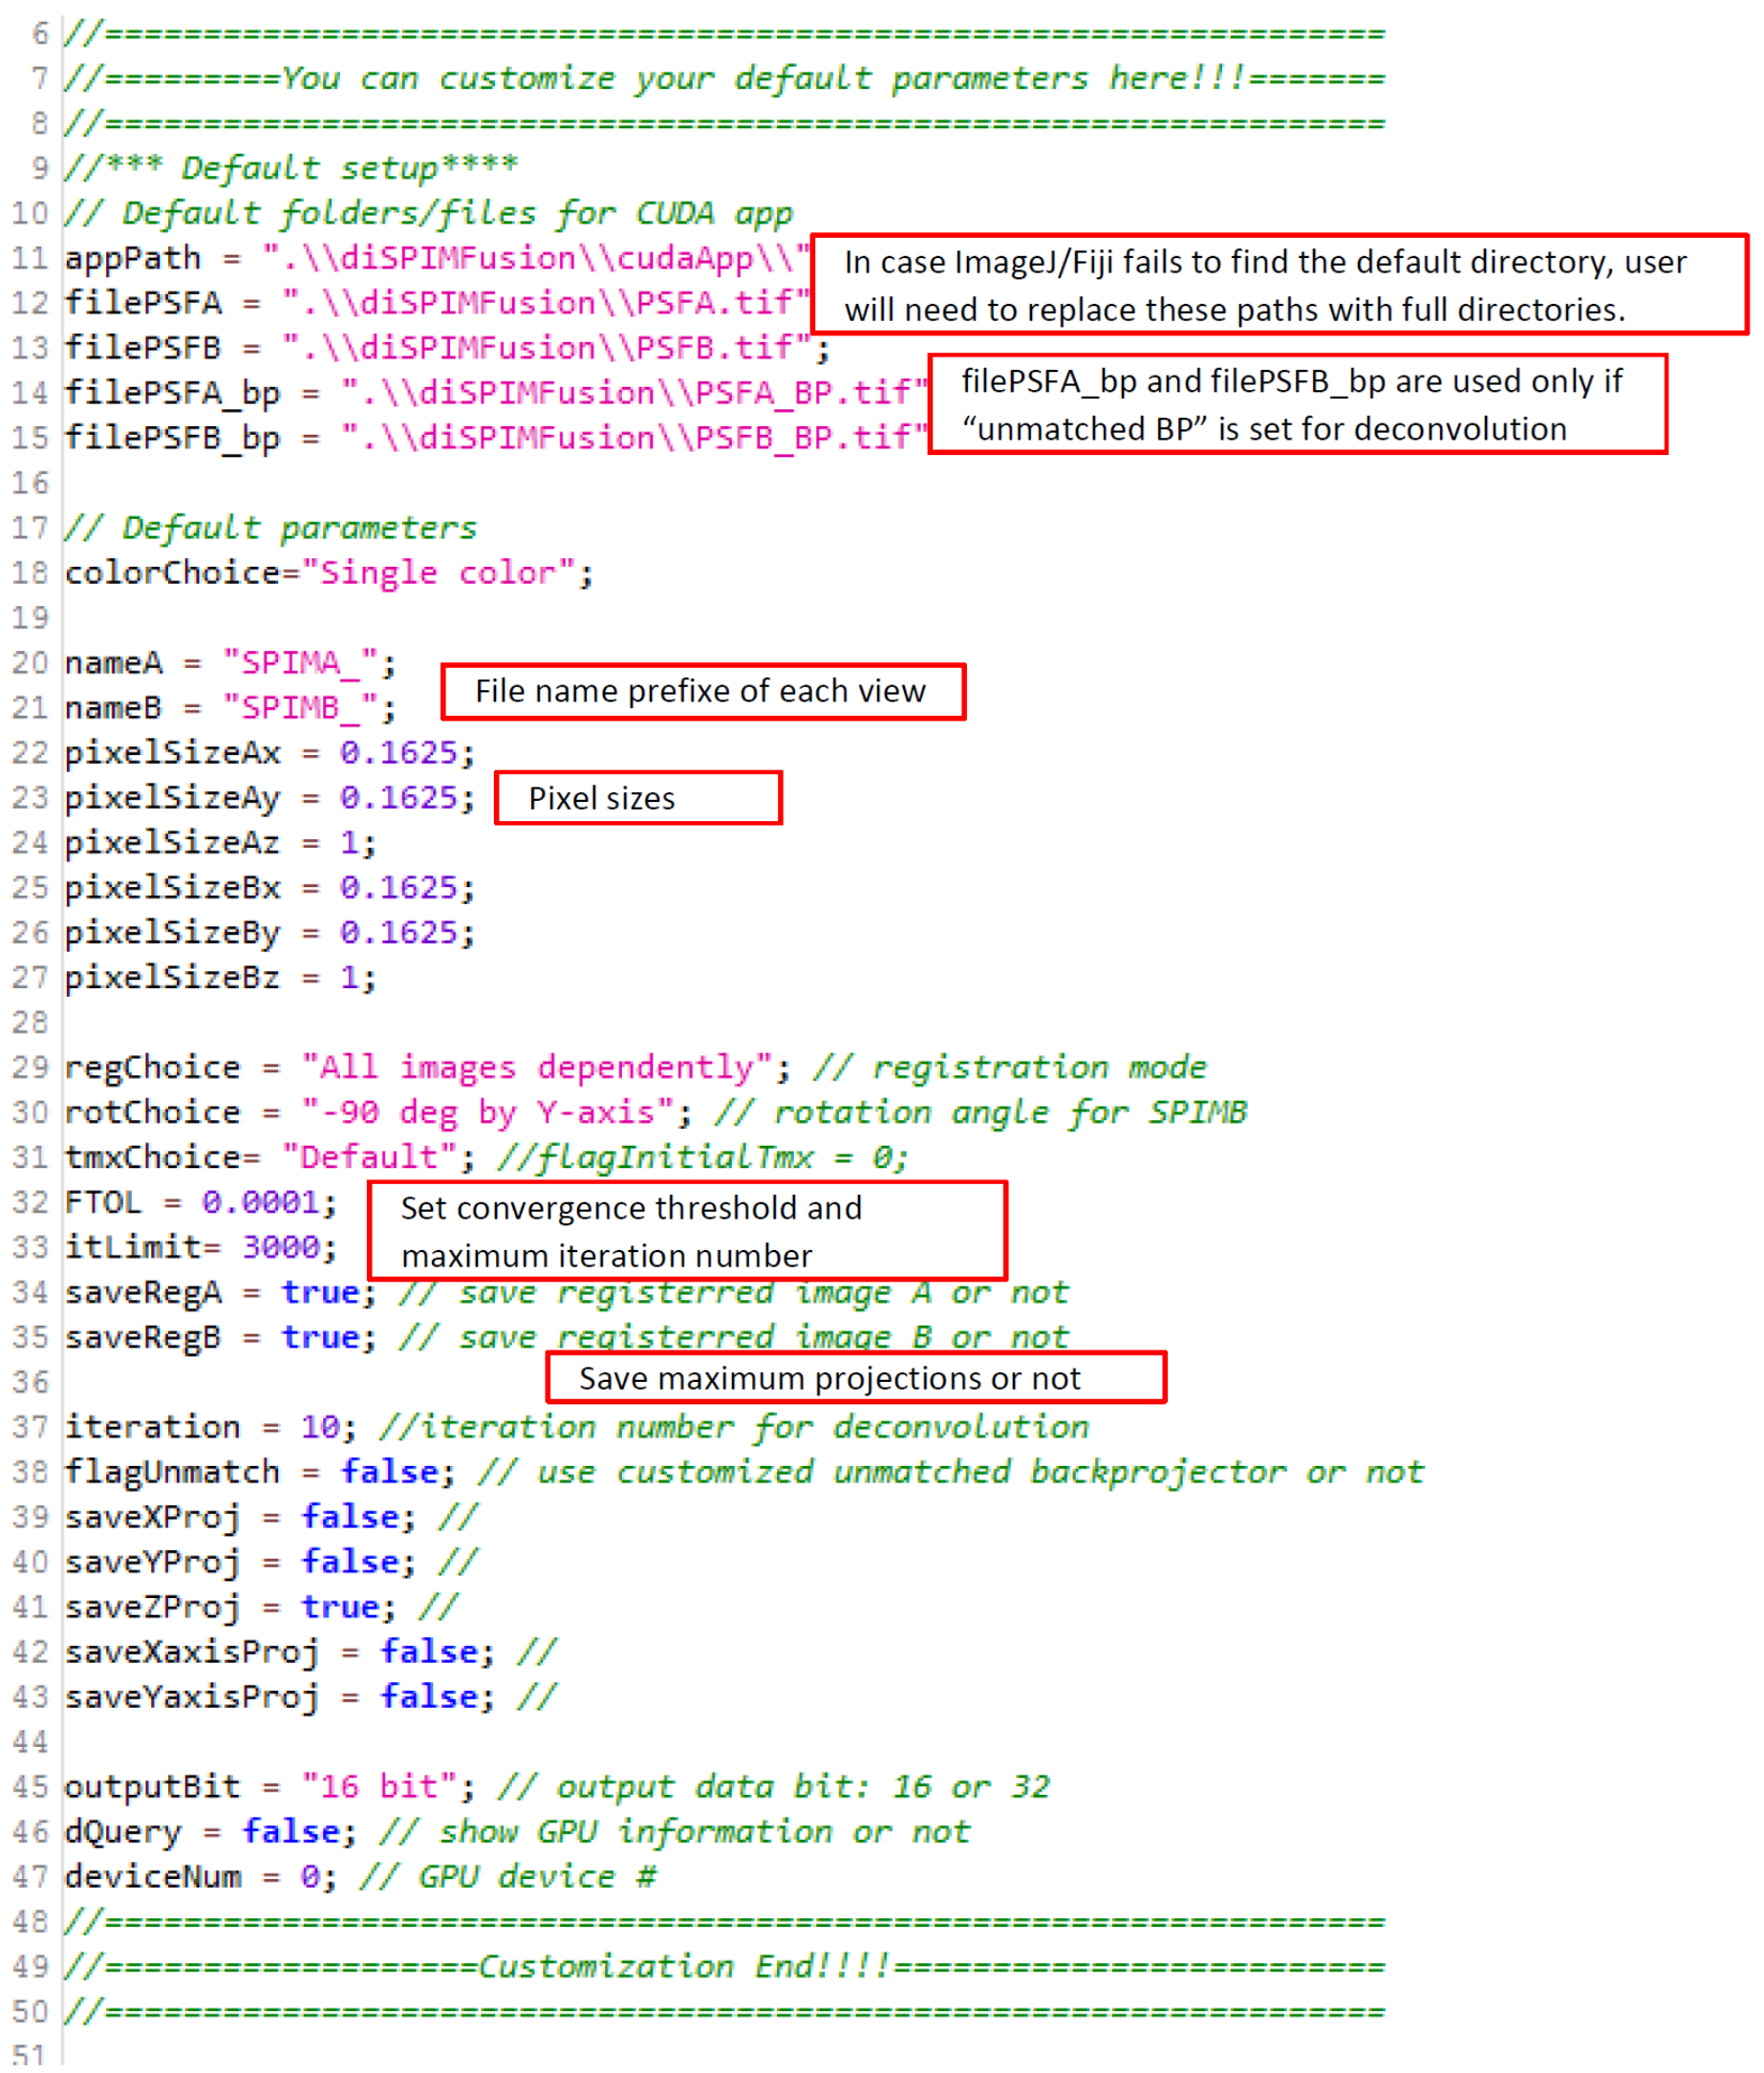 6 //=================================================================
7 //=========You can customize your default parameters here!!!=======
8 //=================================================================
9 //*** Default setup****
10 // Default folders/files for CUDA app
11 appPath = ".\\diSPIMFusion\\cudaApp\\"
In case ImageJ/Fiji fails to find the default directory, user
12 filePSFA = ".\\diSPIMFusion\\PSFA.tif"
will need to replace these paths with full directories.
13 filePSFB = ".\\diSPIMFusion\\PSFB.tif";
14 filePSFA_bp = ".\\diSPIMFusion\\PSFA_BP.tif"
filePSFA_bp and filePSFB_bp are used only if
15 filePSFB_bp = ".\\diSPIMFusion\\PSFB_BP.tif"
“unmatched BP” is set for deconvolution
16
17 // Default parameters
18 colorChoice="Single color";
19
20 nameA = "SPIMA_";
21 nameB = "SPIMB_";
File name prefixe of each view
22 pixelSizeAx = 0.1625;
23 pixelSizeAy = 0.1625;
Pixel sizes
24 pixelSizeAz = 1;
25 pixelSizeBx = 0.1625;
26 pixelSizeBy = 0.1625;
27 pixelSizeBz = 1;
28
29 regChoice = "All images dependently"; // registration mode
30 rotChoice = "-90 deg by Y-axis"; // rotation angle for SPIMB
31 tmxChoice= "Default"; //flagInitialTmx = 0;
32 FTOL = 0.0001;
Set convergence threshold and
33 itLimit= 3000;
maximum iteration number
34 saveRegA = true; // save registerred image A or not
35 saveRegB = true; // save registerred image B or not
36
Save maximum projections or not
37 iteration = 10; //iteration number for deconvolution
38 flagUnmatch = false; // use customized unmatched backprojector or not
39 saveXProj = false; //
40 saveYProj = false; //
41 saveZProj = true; //
42 saveXaxisProj = false; //
43 saveYaxisProj = false; //
44
45 outputBit = "16 bit"; // output data bit: 16 or 32
46 dQuery = false; // show GPU information or not
47 deviceNum = 0; // GPU device #
48 //=================================================================
49 //===================Customization End!!!!=========================
50 //=================================================================
51